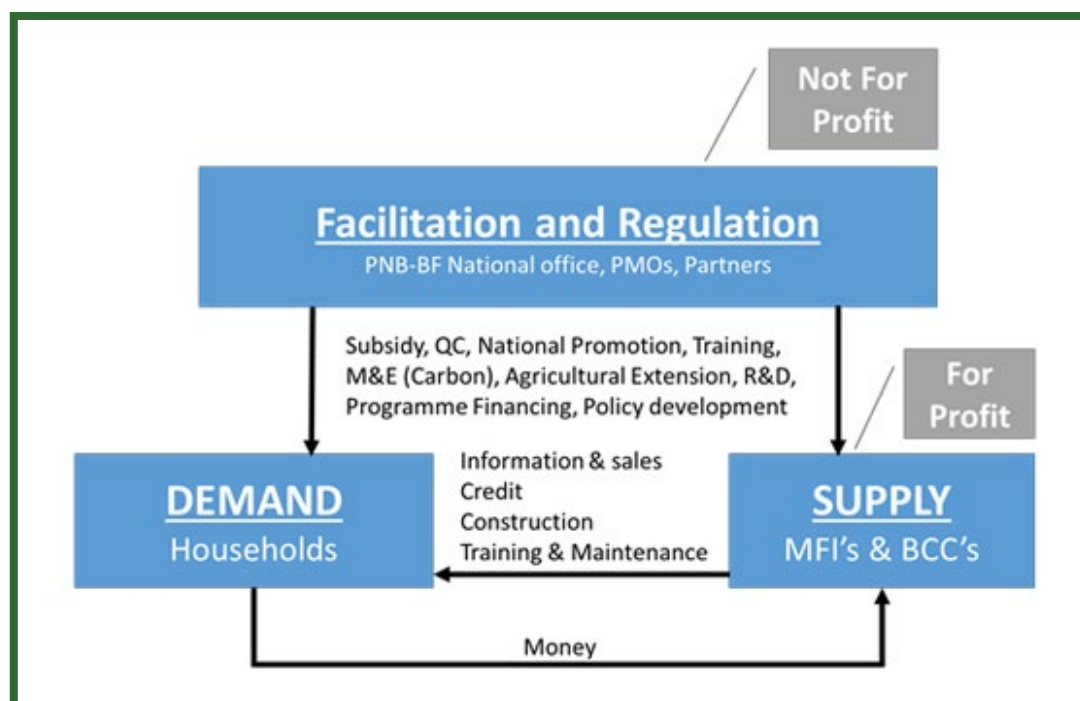 Not For
Profit
Facilitation and Regulation
PNB-BF National office, PMOs, Partners
Subsidy, QC, National Promotion, Training,
M&E (Carbon), Agricultural Extension, R&D,
Programme Financing, Policy development
For
Profit
DEMAND
Households
Information & sales
Credit
Construction
Training & Maintenance
SUPPLY
MFI's & BCC's
Money